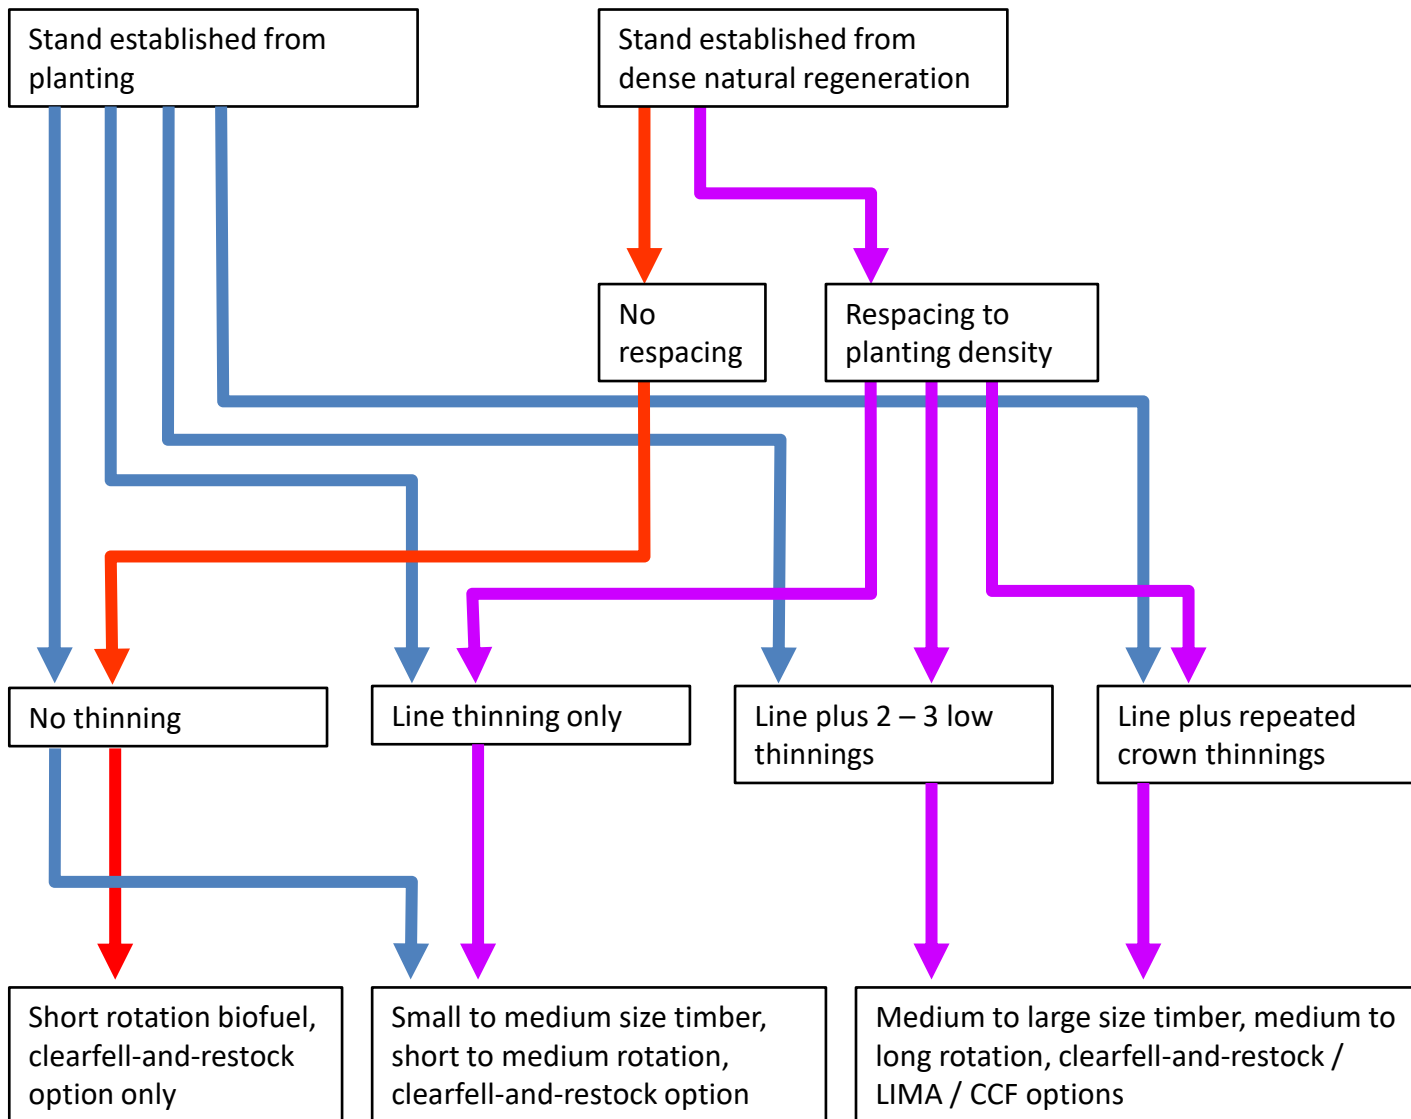 Stand established from
planting
Stand established from
dense natural regeneration
No
respacing
Respacing to
planting density
No thinning
Line thinning only
Line plus 2 – 3 low
thinnings
Line plus repeated
crown thinnings
Short rotation biofuel,
clearfell-and-restock
option only
Small to medium size timber,
short to medium rotation,
clearfell-and-restock option
Medium to large size timber, medium to
long rotation, clearfell-and-restock /
LIMA / CCF options